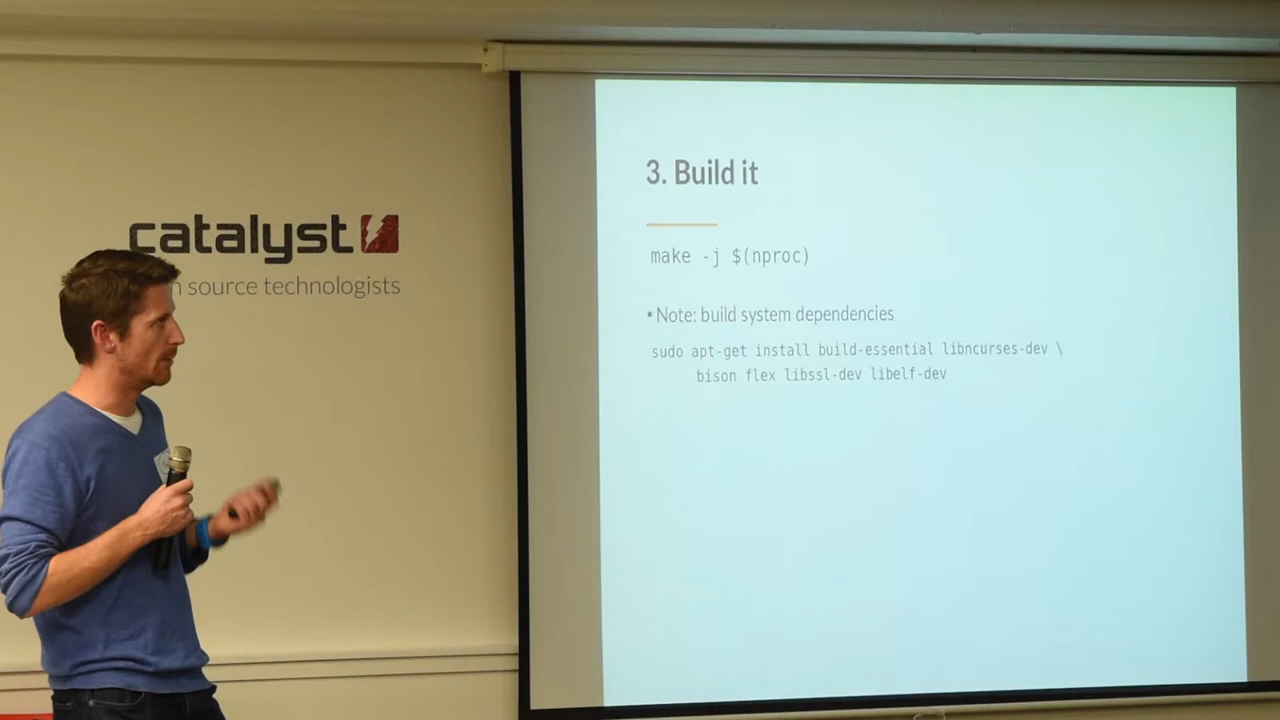 catalyst
source technologists
3. Build it
make -j $(nproc)
▪ Note: build system dependencies
sudo apt-get install build-essential libncurses-dev \
bison flex libssl-dev libelf-dev